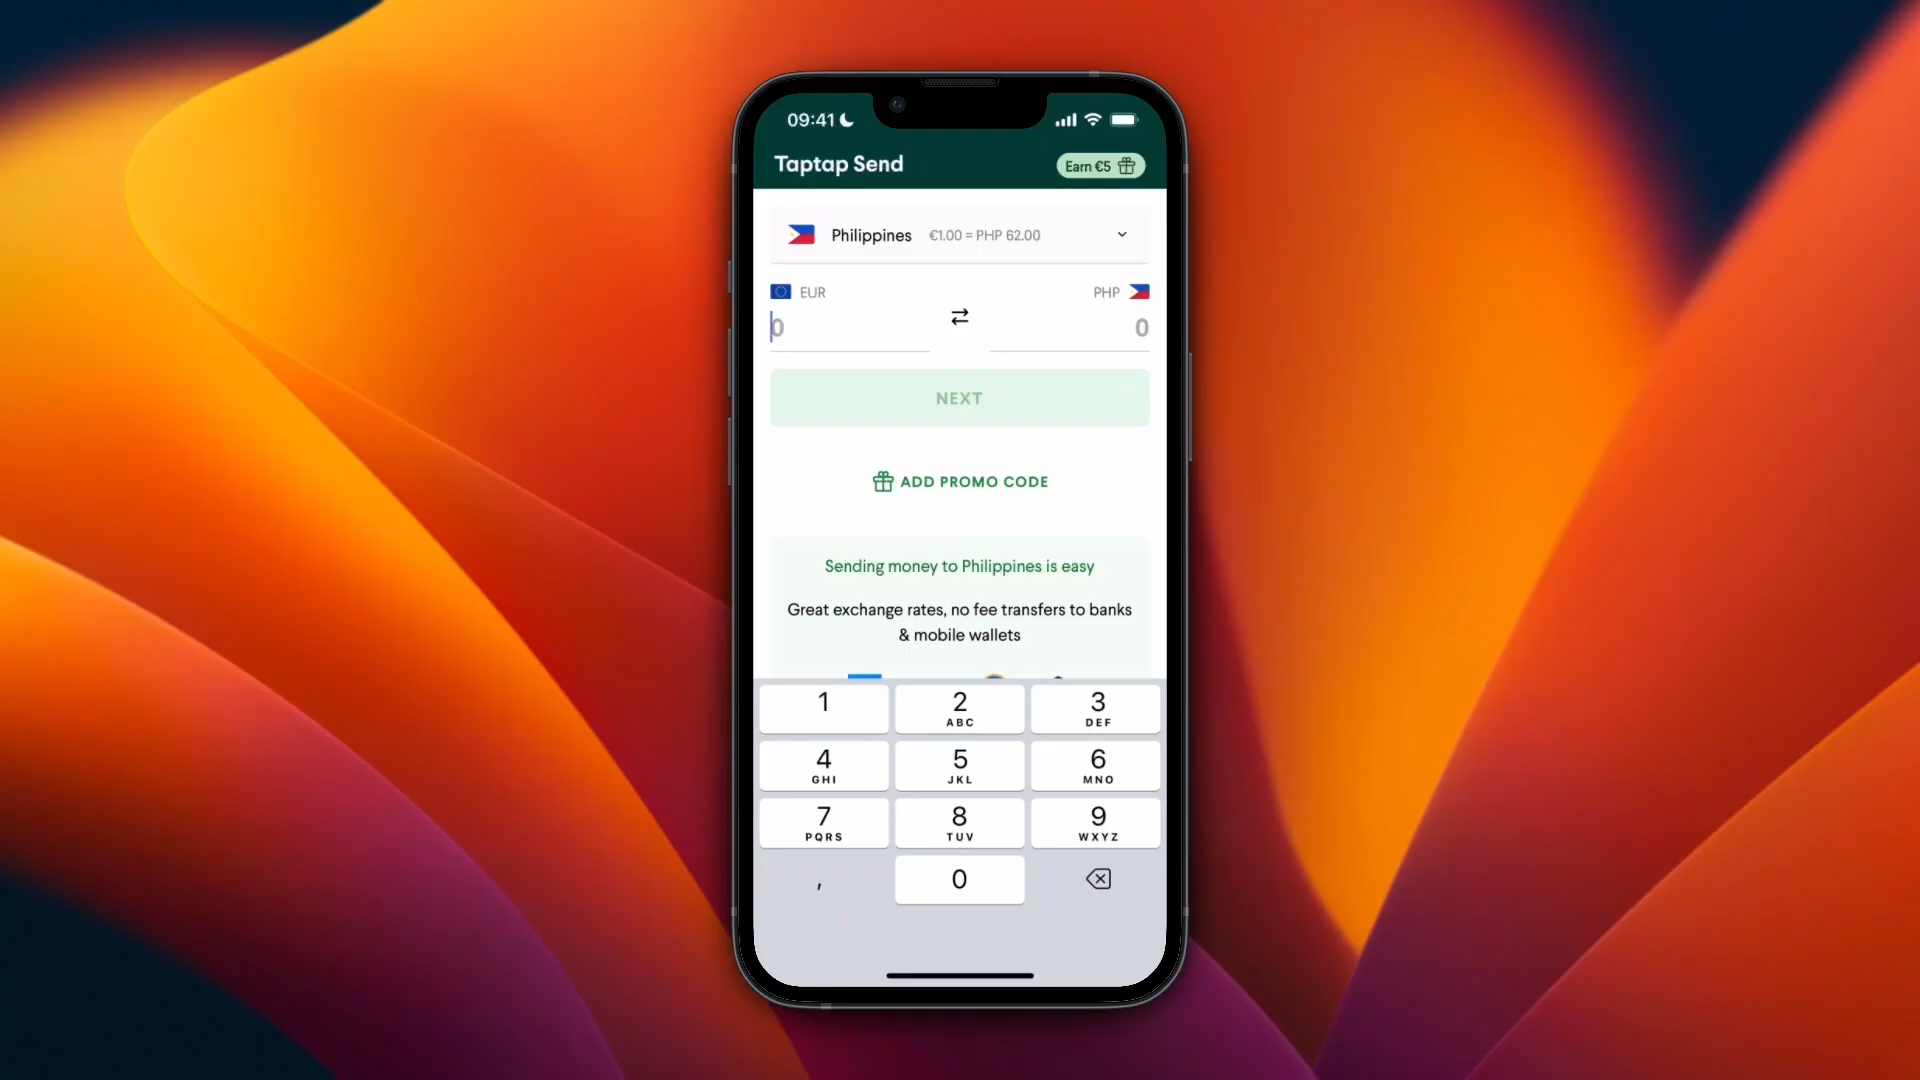 09:41
Taptap Send
Earn €5
Philippines €1.00 = PHP 62.00
EUR
PHP
0
0
NEXT
ADD PROMO CODE
Sending money to Philippines is easy
Great exchange rates, no fee transfers to banks
& mobile wallets
1
2
ABC
3
DEF
4
GHI
5
JKL
6
MNO
7
PQRS
8
TUV
9
WXYZ
,
0